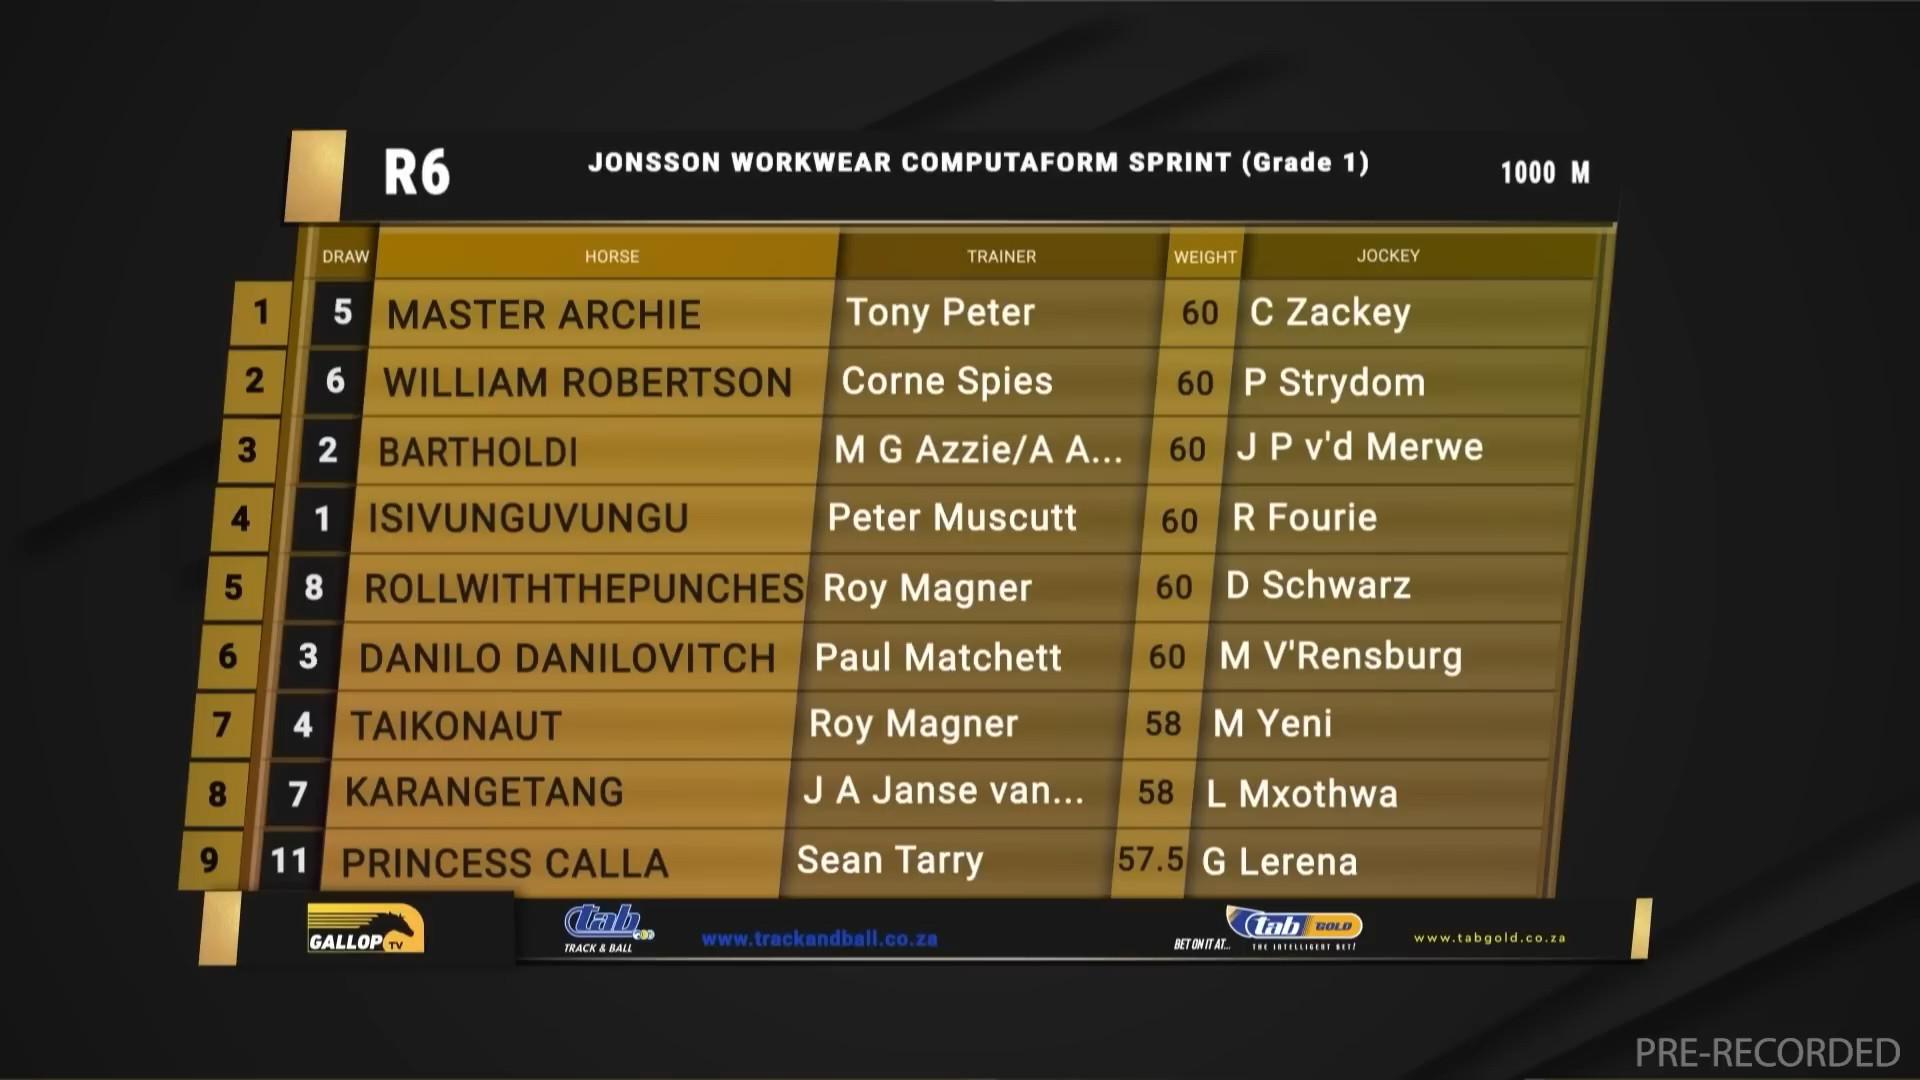 R6 JONSSON WORKWEAR COMPUTAFORM SPRINT (Grade 1) 1000 M
DRAW HORSE TRAINER WEIGHT JOCKEY
1 5 MASTER ARCHIE Tony Peter 60 C Zackey
2 6 WILLIAM ROBERTSON Corne Spies 60 P Strydom
3 2 BARTHOLDI M G Azzie/A A... 60 J P v'd Merwe
4 1 ISIVUNGUVUNGU Peter Muscutt 60 R Fourie
5 8 ROLLWITHTHEPUNCHES Roy Magner 60 D Schwarz
6 3 DANILO DANILOVITCH Paul Matchett 60 M V'Rensburg
7 4 TAIKONAUT Roy Magner 58 M Yeni
8 7 KARANGETANG J A Janse van... 58 L Mxothwa
9 11 PRINCESS CALLA Sean Tarry 57.5 G Lerena
GALLOP TV
tab
TRACK & BALL
www.trackandball.co.za
BET ON IT AT...
tab GOLD
THE INTELLIGENT BET!
www.tabgold.co.za
PRE-RECORDED